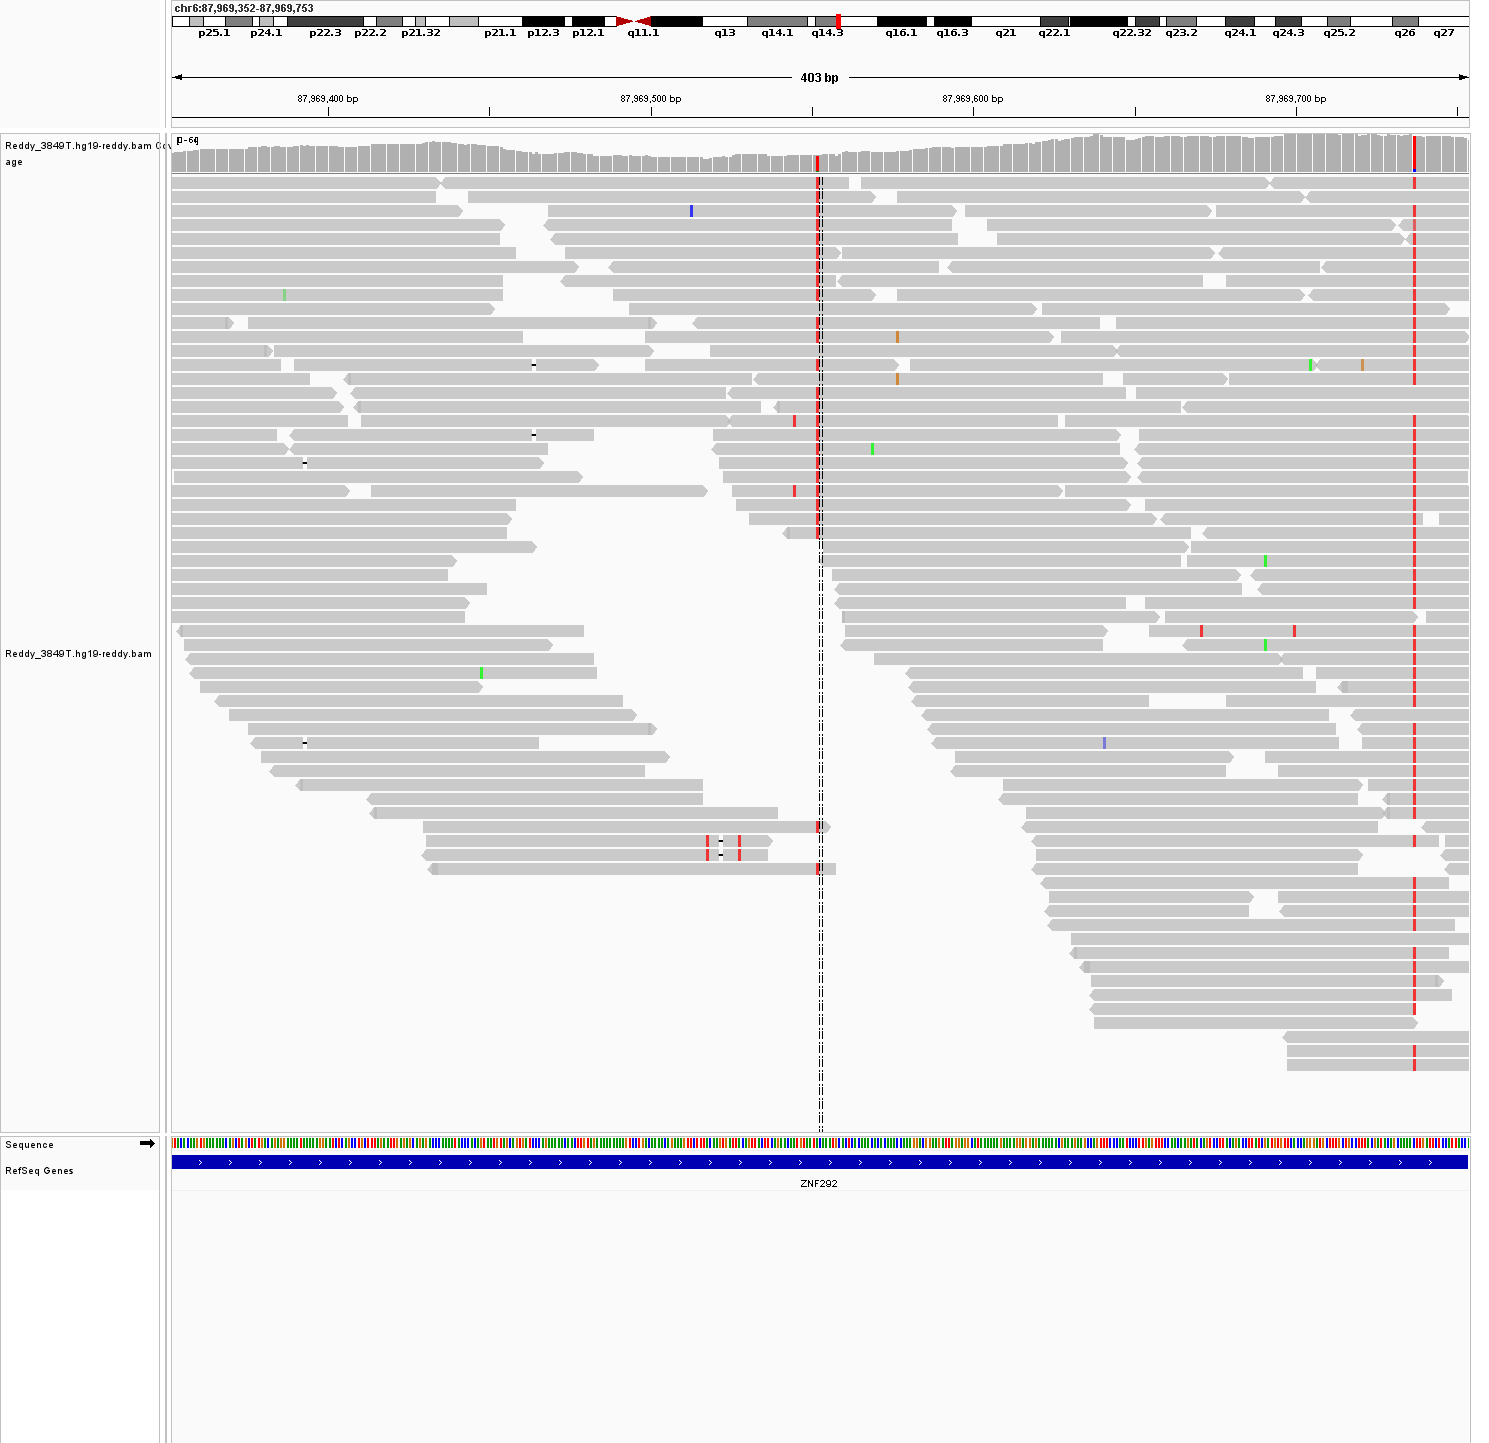 chr6:87,969,352-87,969,753
p25.1 p24.1 p22.3 p22.2 p21.32 p21.1 p12.3 p12.1 q11.1 q13 q14.1 q14.3 q16.1 q16.3 q21 q22.1 q22.32 q23.2 q24.1 q24.3 q25.2 q26 q27
403 bp
87,969,400 bp 87,969,500 bp 87,969,600 bp 87,969,700 bp
Reddy_3849T.hg19-reddy.bam Cov
age
[0-64]
Reddy_3849T.hg19-reddy.bam
Sequence
RefSeq Genes
ZNF292